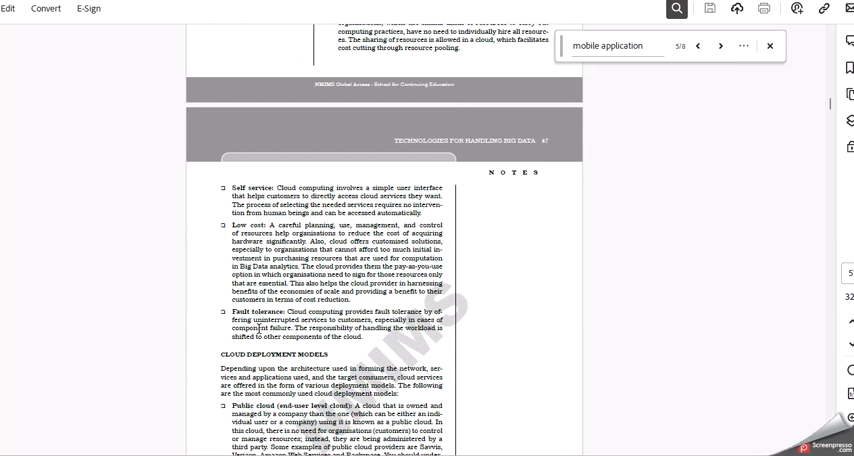 Edit Convert E-Sign
mobile application 5/8
computing practices, have no need to individually hire all resourc-
es. The sharing of resources is allowed in a cloud, which facilitates
cost cutting through resource pooling.
NMIMS Global Access - School for Continuing Education
TECHNOLOGIES FOR HANDLING BIG DATA 47
N O T E S
Self service: Cloud computing involves a simple user interface
that helps customers to directly access cloud services they want.
The process of selecting the needed services requires no interven-
tion from human beings and can be accessed automatically.
Low cost: A careful planning, use, management, and control
of resources help organisations to reduce the cost of acquiring
hardware significantly. Also, cloud offers customised solutions,
especially to organisations that cannot afford too much initial in-
vestment in purchasing resources that are used for computation
in Big Data analytics. The cloud provides them the pay-as-you-use
option in which organisations need to sign for those resources only
that are essential. This also helps the cloud provider in harnessing
benefits of the economies of scale and providing a benefit to their
customers in terms of cost reduction.
Fault tolerance: Cloud computing provides fault tolerance by of-
fering uninterrupted services to customers, especially in cases of
component failure. The responsibility of handling the workload is
shifted to other components of the cloud.
CLOUD DEPLOYMENT MODELS
Depending upon the architecture used in forming the network, ser-
vices and applications used, and the target consumers, cloud services
are offered in the form of various deployment models. The following
are the most commonly used cloud deployment models:
Public cloud (end-user level cloud): A cloud that is owned and
managed by a company than the one (which can be either an indi-
vidual user or a company) using it is known as a public cloud. In
this cloud, there is no need for organisations (customers) to control
or manage resources; instead, they are being administered by a
third party. Some examples of public cloud providers are Savvis,
Verizon, Amazon Web Services and Rackspace. You should under-
NMIMS
Screenpresso
.com